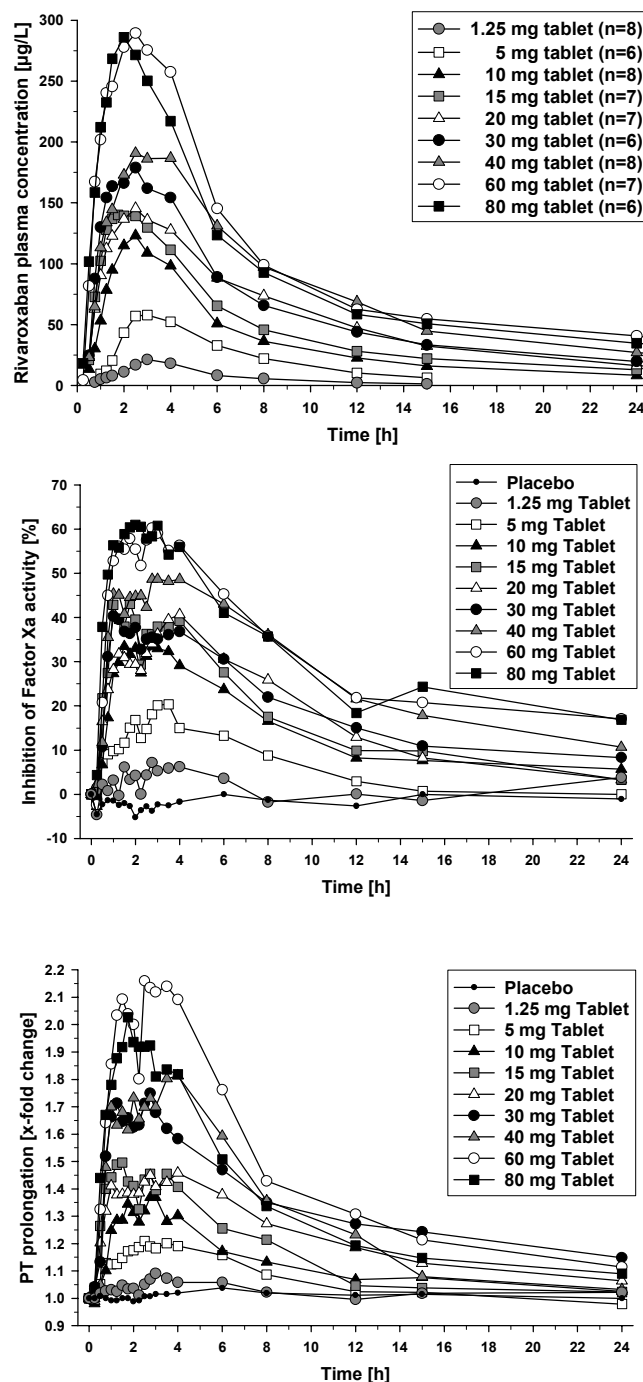 Rivaroxaban plasma concentration [µg/L]
300
250
200
150
100
50
0
0 2 4 6 8 10 12 14 16 18 20 22 24
Time [h]
1.25 mg tablet (n=8)
5 mg tablet (n=6)
10 mg tablet (n=8)
15 mg tablet (n=7)
20 mg tablet (n=7)
30 mg tablet (n=6)
40 mg tablet (n=8)
60 mg tablet (n=7)
80 mg tablet (n=6)
Inhibition of Factor Xa activity [%]
70
60
50
40
30
20
10
0
-10
0 2 4 6 8 10 12 14 16 18 20 22 24
Time [h]
Placebo
1.25 mg Tablet
5 mg Tablet
10 mg Tablet
15 mg Tablet
20 mg Tablet
30 mg Tablet
40 mg Tablet
60 mg Tablet
80 mg Tablet
PT prolongation [x-fold change]
2.2
2.1
2.0
1.9
1.8
1.7
1.6
1.5
1.4
1.3
1.2
1.1
1.0
0.9
0 2 4 6 8 10 12 14 16 18 20 22 24
Time [h]
Placebo
1.25 mg Tablet
5 mg Tablet
10 mg Tablet
15 mg Tablet
20 mg Tablet
30 mg Tablet
40 mg Tablet
60 mg Tablet
80 mg Tablet